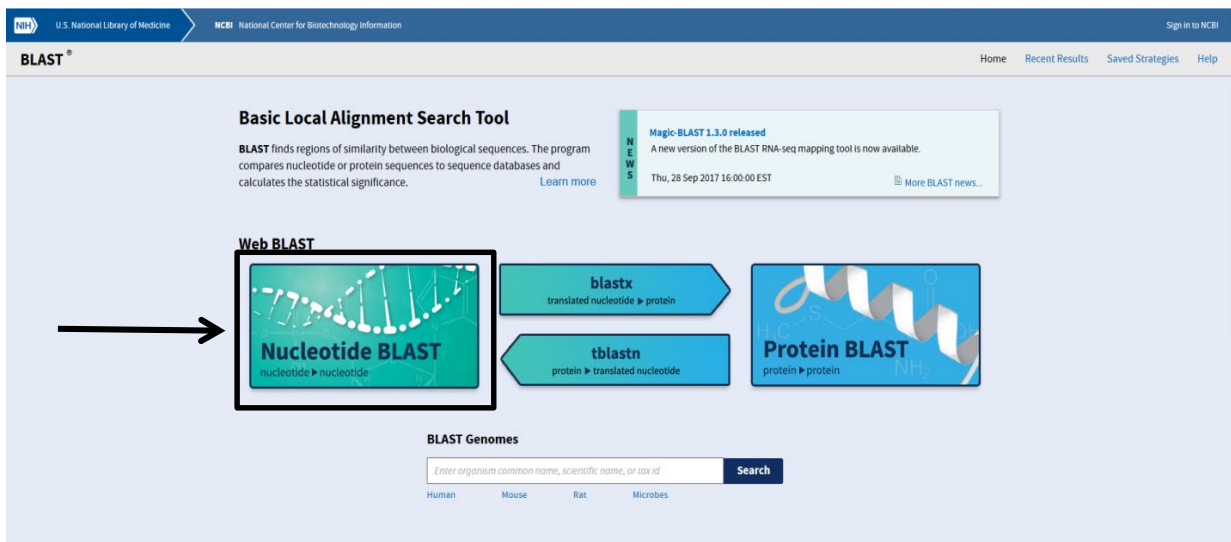 NIH U.S. National Library of Medicine NCBI National Center for Biotechnology Information Sign in to NCBI
BLAST ® Home Recent Results Saved Strategies Help
Basic Local Alignment Search Tool
BLAST finds regions of similarity between biological sequences. The program
compares nucleotide or protein sequences to sequence databases and
calculates the statistical significance. Learn more
NEWS
Magic-BLAST 1.3.0 released
A new version of the BLAST RNA-seq mapping tool is now available.
Thu, 28 Sep 2017 16:00:00 EST
More BLAST news...
Web BLAST
Nucleotide BLAST
nucleotide ▶ nucleotide
blastx
translated nucleotide ▶ protein
tblastn
protein ▶ translated nucleotide
H₃C
S
O
OH
NH₂
Protein BLAST
protein ▶ protein
BLAST Genomes
Enter organism common name, scientific name, or tax id Search
Human Mouse Rat Microbes